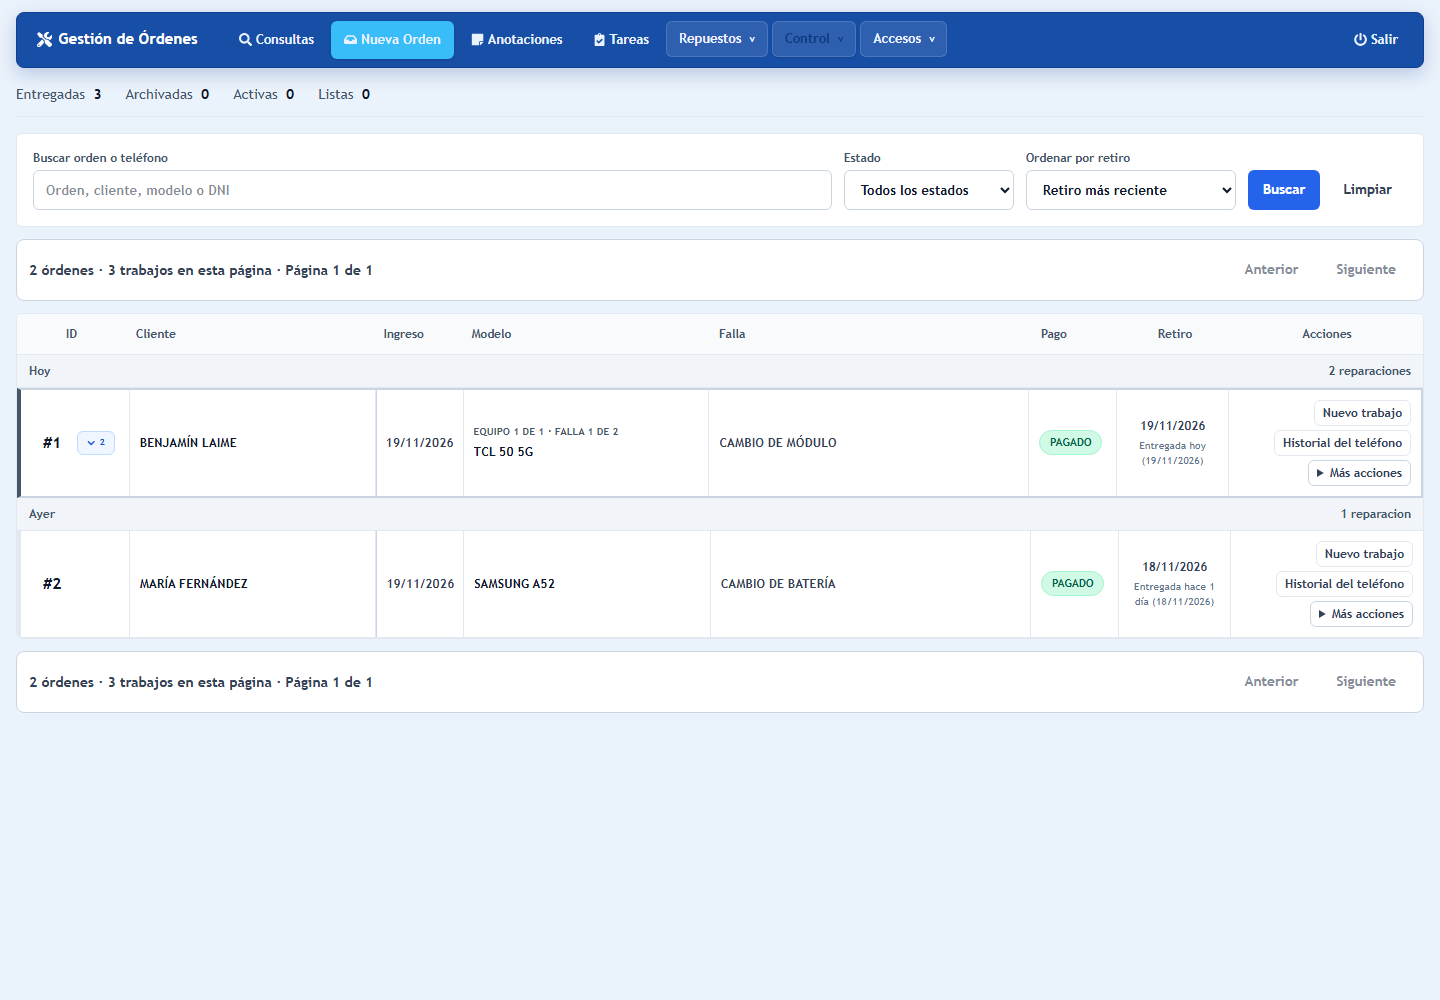 Gestión de Órdenes Consultas Nueva Orden Anotaciones Tareas Repuestos v Control v Accesos v Salir
Entregadas 3 Archivadas 0 Activas 0 Listas 0
Buscar orden o teléfono Estado Ordenar por retiro
Orden, cliente, modelo o DNI Todos los estados Retiro más reciente Buscar Limpiar
2 órdenes · 3 trabajos en esta página · Página 1 de 1 Anterior Siguiente
ID Cliente Ingreso Modelo Falla Pago Retiro Acciones
Hoy 2 reparaciones
#1 2 BENJAMÍN LAIME 19/11/2026 EQUIPO 1 DE 1 · FALLA 1 DE 2
TCL 50 5G
CAMBIO DE MÓDULO PAGADO 19/11/2026
Entregada hoy
(19/11/2026)
Nuevo trabajo
Historial del teléfono
Más acciones
Ayer 1 reparacion
#2 MARÍA FERNÁNDEZ 19/11/2026 SAMSUNG A52 CAMBIO DE BATERÍA PAGADO 18/11/2026
Entregada hace 1
día (18/11/2026)
Nuevo trabajo
Historial del teléfono
Más acciones
2 órdenes · 3 trabajos en esta página · Página 1 de 1 Anterior Siguiente